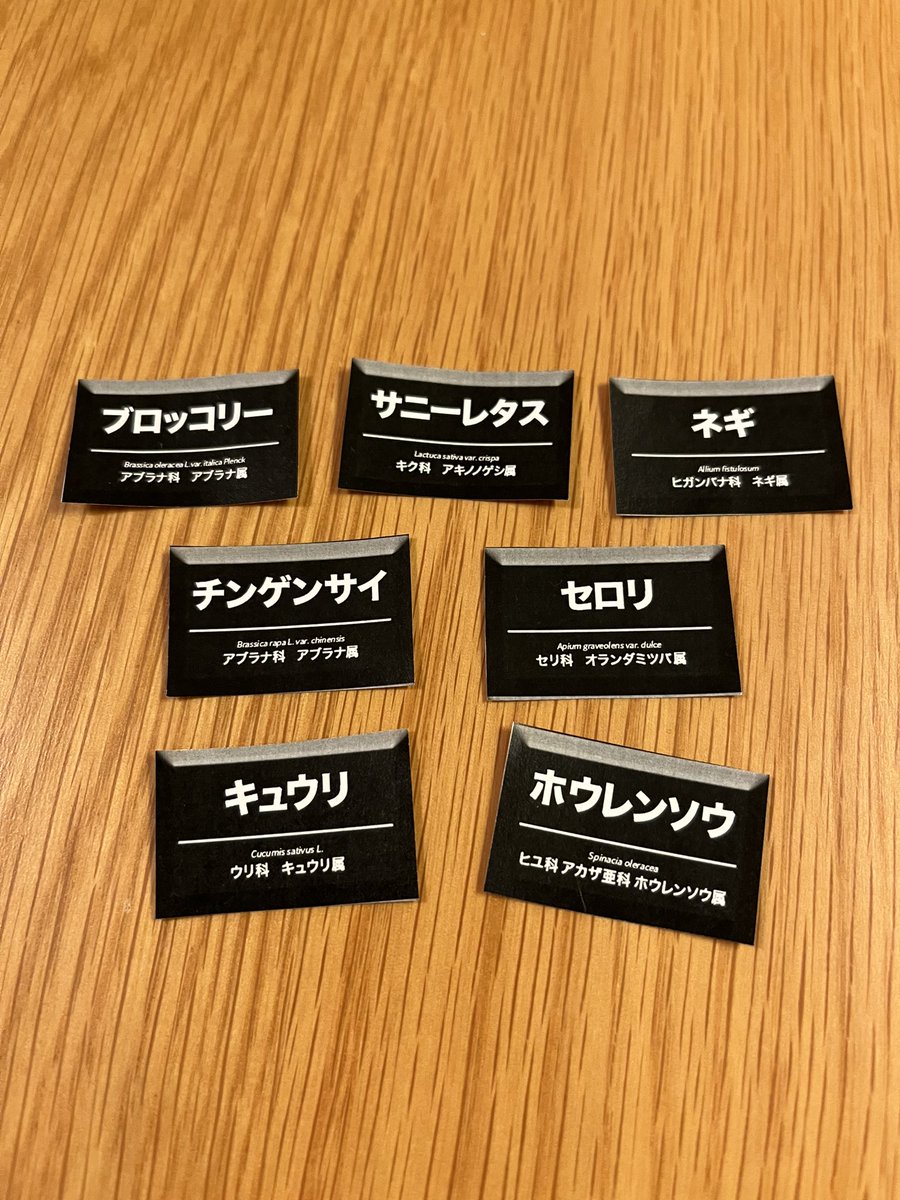 ブロッコリー
Brassica oleracea L.var. italica Plenck
アブラナ科　アブラナ属
サニーレタス
Lactuca sativa var. crispa
キク科　アキノノゲシ属
ネギ
Allium fistulosum
ヒガンバナ科　ネギ属
チンゲンサイ
Brassica rapa L. var. chinensis
アブラナ科　アブラナ属
セロリ
Apium graveolens var. dulce
セリ科　オランダミツバ属
キュウリ
Cucumis sativus L.
ウリ科　キュウリ属
ホウレンソウ
Spinacia oleracea
ヒユ科 アカザ亜科 ホウレンソウ属